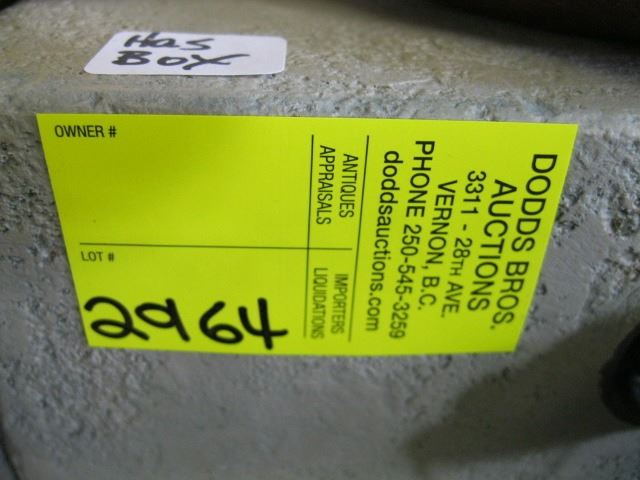 Has
Box
OWNER #
LOT #
2964
ANTIQUES
APPRAISALS
IMPORTERS
LIQUIDATIONS
DODDS BROS.
AUCTIONS
3311 - 28TH AVE.
VERNON, B.C.
PHONE 250-545-3259
doddsauctions.com